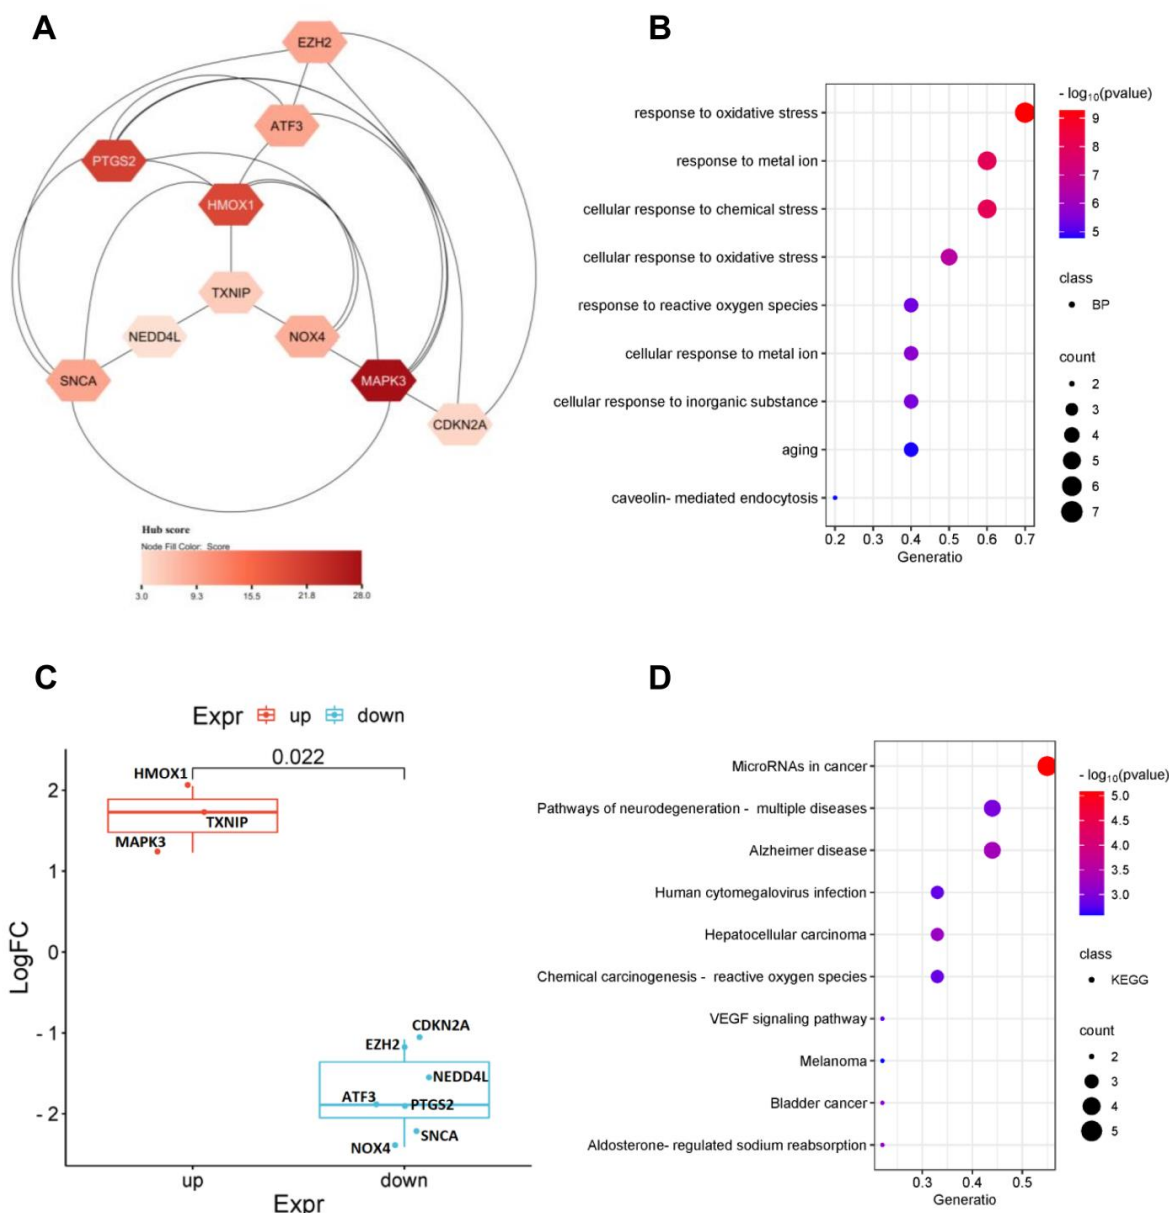 A
EZH2
ATF3
PTGS2
HMOX1
TXNIP
NEDD4L
NOX4
SNCA
MAPK3
CDKN2A
Hub score
Node Fill Color: Score
3.0 9.3 15.5 21.8 28.0
B
response to oxidative stress
response to metal ion
cellular response to chemical stress
cellular response to oxidative stress
response to reactive oxygen species
cellular response to metal ion
cellular response to inorganic substance
aging
caveolin- mediated endocytosis
0.2 0.3 0.4 0.5 0.6 0.7
Generatio
- log10(pvalue)
9
8
7
6
5
class
BP
count
2
3
4
5
6
7
C
Expr up down
0.022
HMOX1
TXNIP
MAPK3
CDKN2A
EZH2
NEDD4L
ATF3
PTGS2
SNCA
NOX4
LogFC
2
1
0
- 1
- 2
up down
Expr
D
MicroRNAs in cancer
Pathways of neurodegeneration - multiple diseases
Alzheimer disease
Human cytomegalovirus infection
Hepatocellular carcinoma
Chemical carcinogenesis - reactive oxygen species
VEGF signaling pathway
Melanoma
Bladder cancer
Aldosterone- regulated sodium reabsorption
0.3 0.4 0.5
Generatio
- log10(pvalue)
5.0
4.5
4.0
3.5
3.0
class
KEGG
count
2
3
4
5